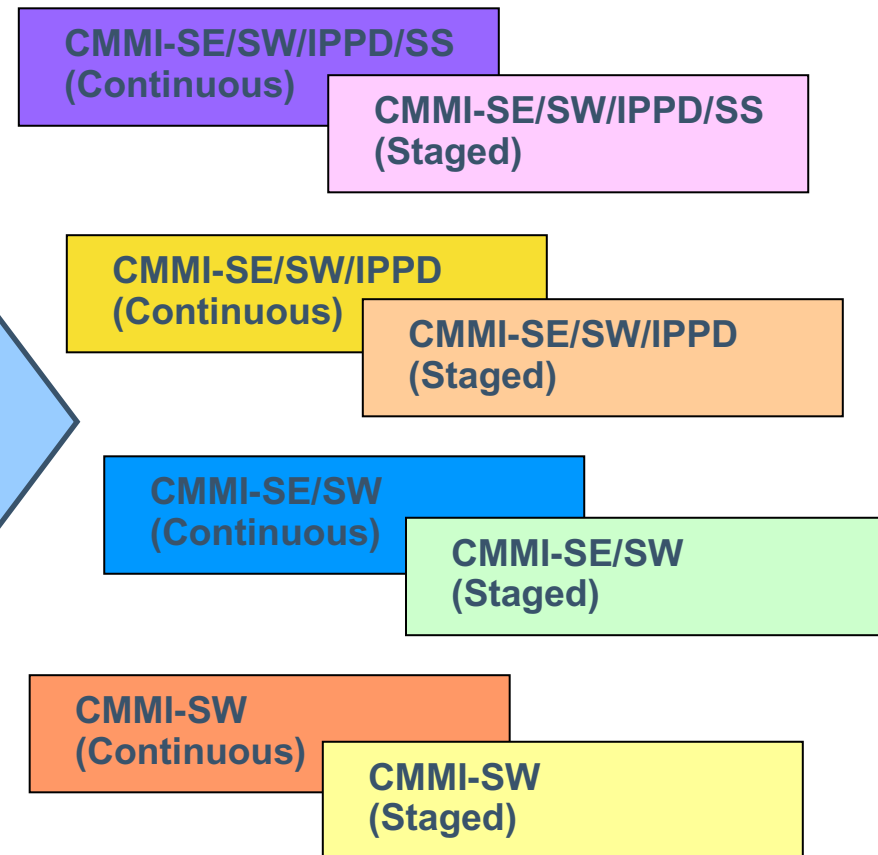 CMMI-SE/SW/IPPD/SS
(Continuous)
CMMI-SE/SW/IPPD/SS
(Staged)
CMMI-SE/SW/IPPD
(Continuous)
CMMI-SE/SW/IPPD
(Staged)
CMMI-SE/SW
(Continuous)
CMMI-SE/SW
(Staged)
CMMI-SW
(Continuous)
CMMI-SW
(Staged)